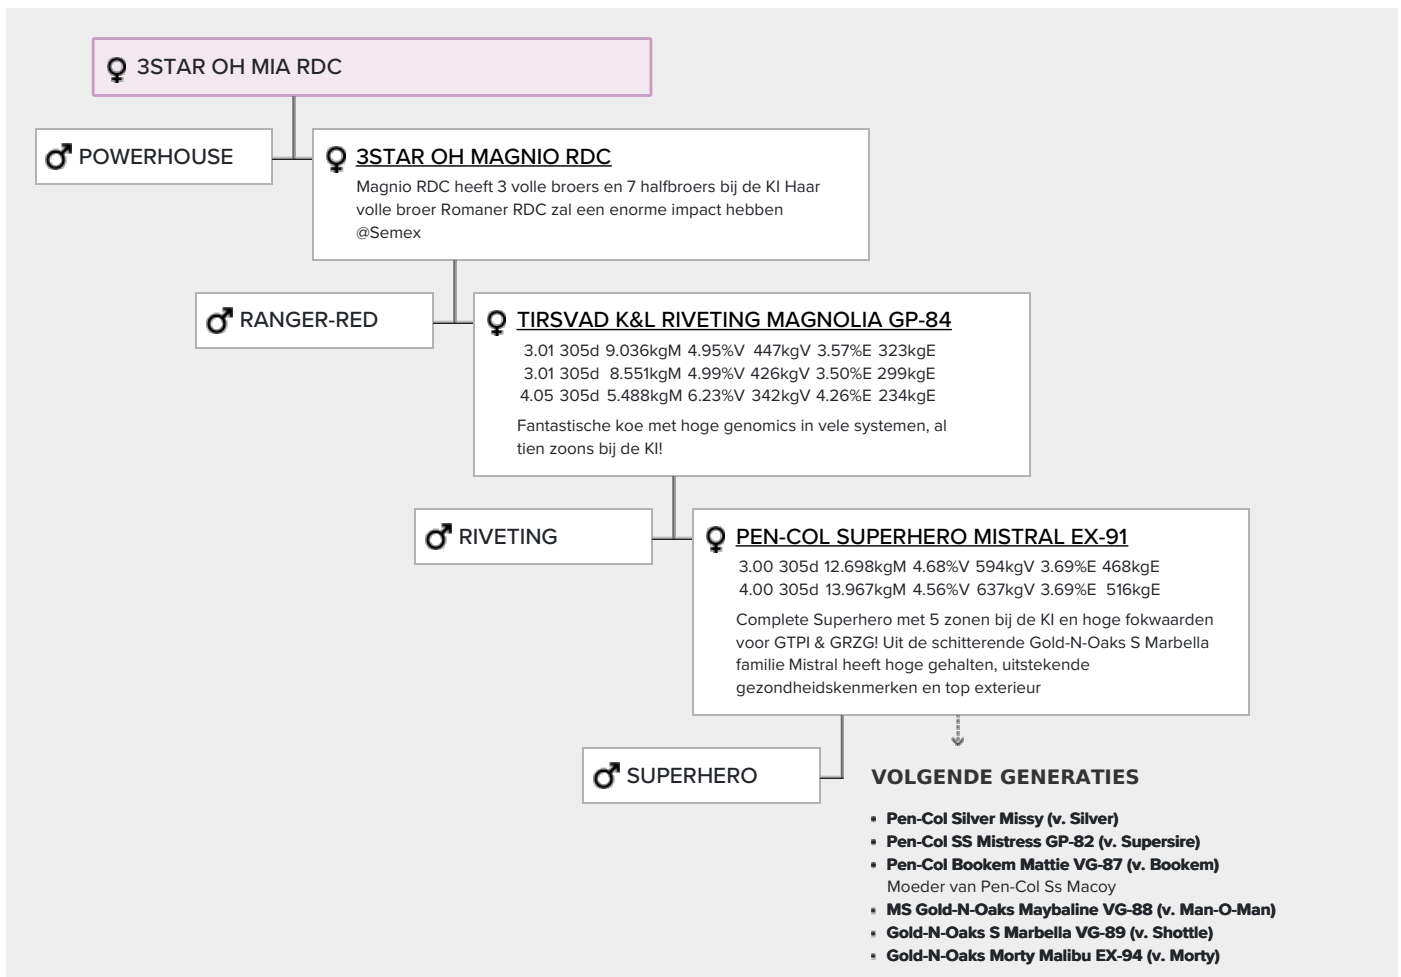 3STAR OH MIA RDC
POWERHOUSE
3STAR OH MAGNIO RDC
Magnio RDC heeft 3 volle broers en 7 halfbroers bij de KI Haar
volle broer Romaner RDC zal een enorme impact hebben
@Semex
RANGER-RED
TIRSVAD K&L RIVETING MAGNOLIA GP-84
3.01 305d 9.036kgM 4.95%V 447kgV 3.57%E 323kgE
3.01 305d 8.551kgM 4.99%V 426kgV 3.50%E 299kgE
4.05 305d 5.488kgM 6.23%V 342kgV 4.26%E 234kgE
Fantastische koe met hoge genomics in vele systemen, al
tien zoons bij de KI!
RIVETING
PEN-COL SUPERHERO MISTRAL EX-91
3.00 305d 12.698kgM 4.68%V 594kgV 3.69%E 468kgE
4.00 305d 13.967kgM 4.56%V 637kgV 3.69%E 516kgE
Complete Superhero met 5 zonen bij de KI en hoge fokwaarden
voor GTPI & GRZG! Uit de schitterende Gold-N-Oaks S Marbella
familie Mistral heeft hoge gehalten, uitstekende
gezondheidskenmerken en top exterieur
SUPERHERO
VOLGENDE GENERATIES
Pen-Col Silver Missy (v. Silver)
Pen-Col SS Mistress GP-82 (v. Supersire)
Pen-Col Bookem Mattie VG-87 (v. Bookem)
Moeder van Pen-Col Ss Macoy
MS Gold-N-Oaks Maybaline VG-88 (v. Man-O-Man)
Gold-N-Oaks S Marbella VG-89 (v. Shottle)
Gold-N-Oaks Morty Malibu EX-94 (v. Morty)